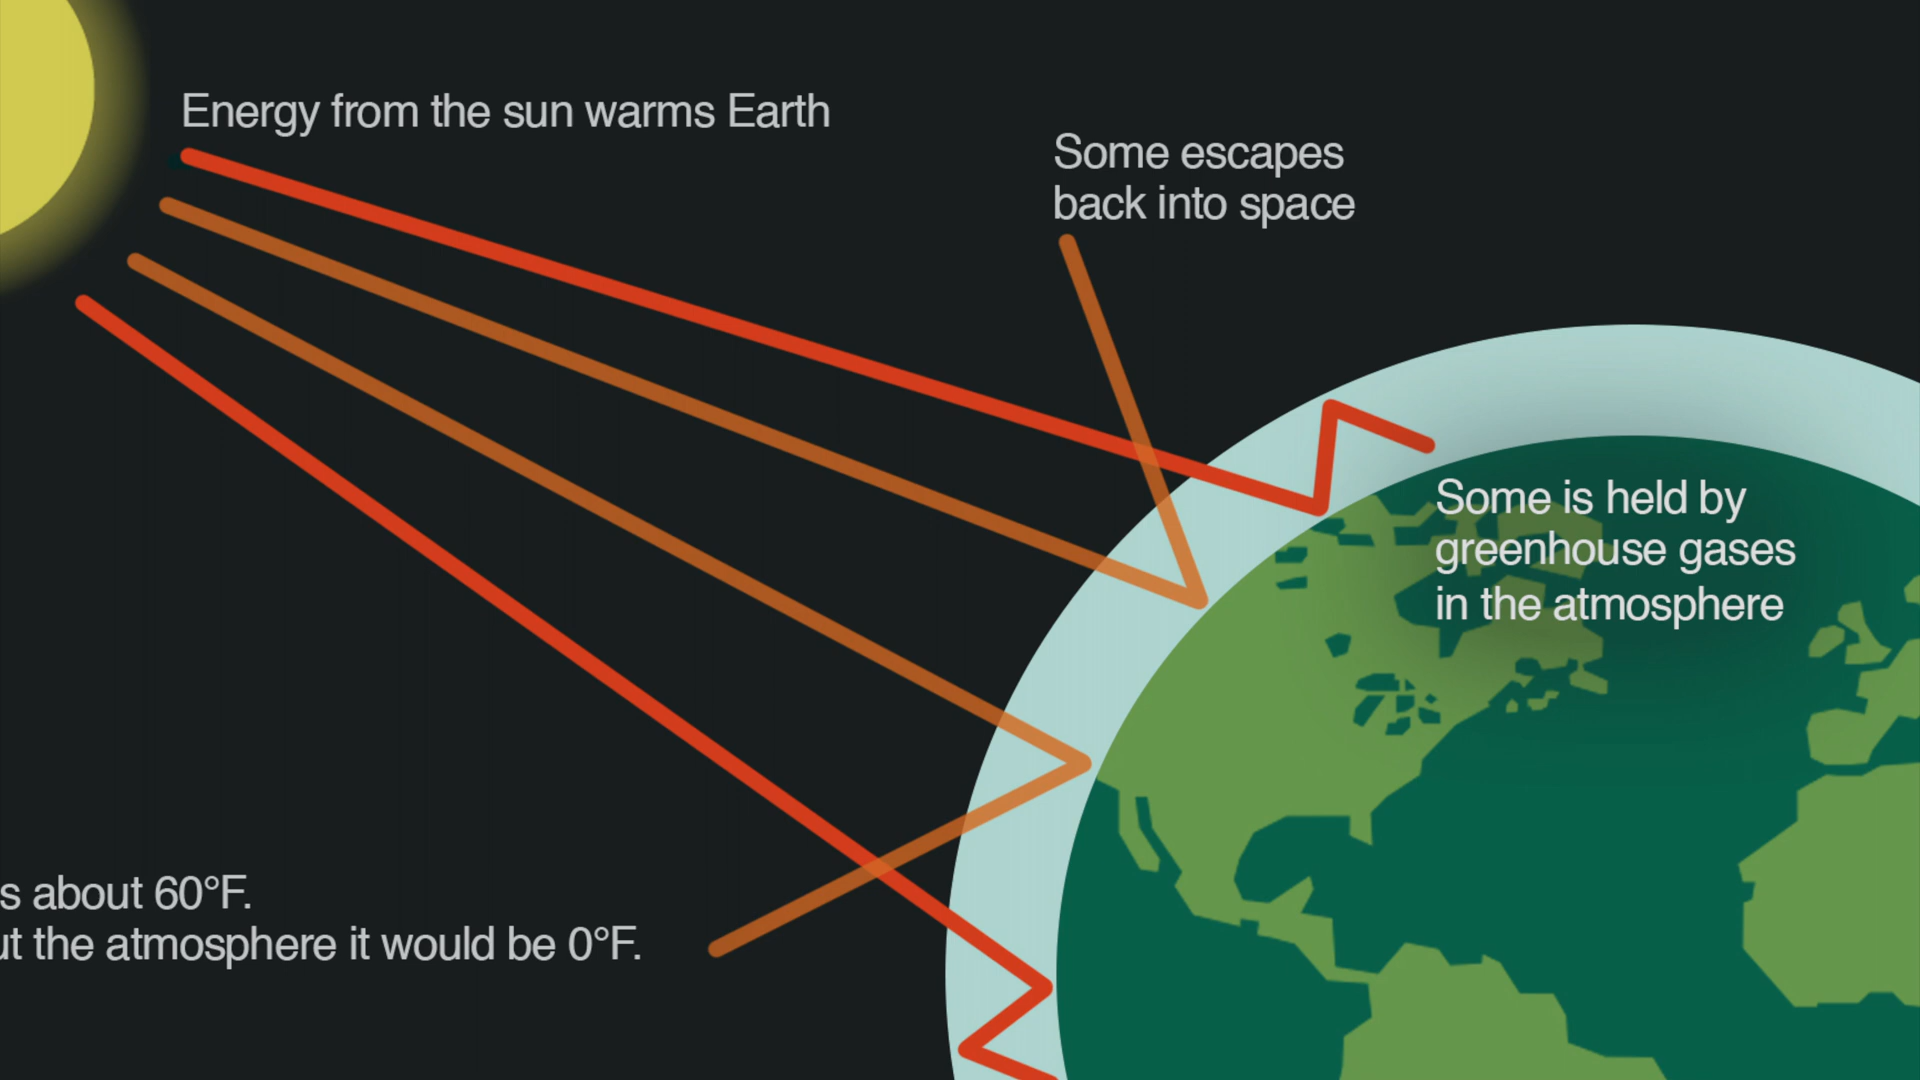 Energy from the sun warms Earth
Some escapes
back into space
Some is held by
greenhouse gases
in the atmosphere
s about 60°F.
ut the atmosphere it would be 0°F.